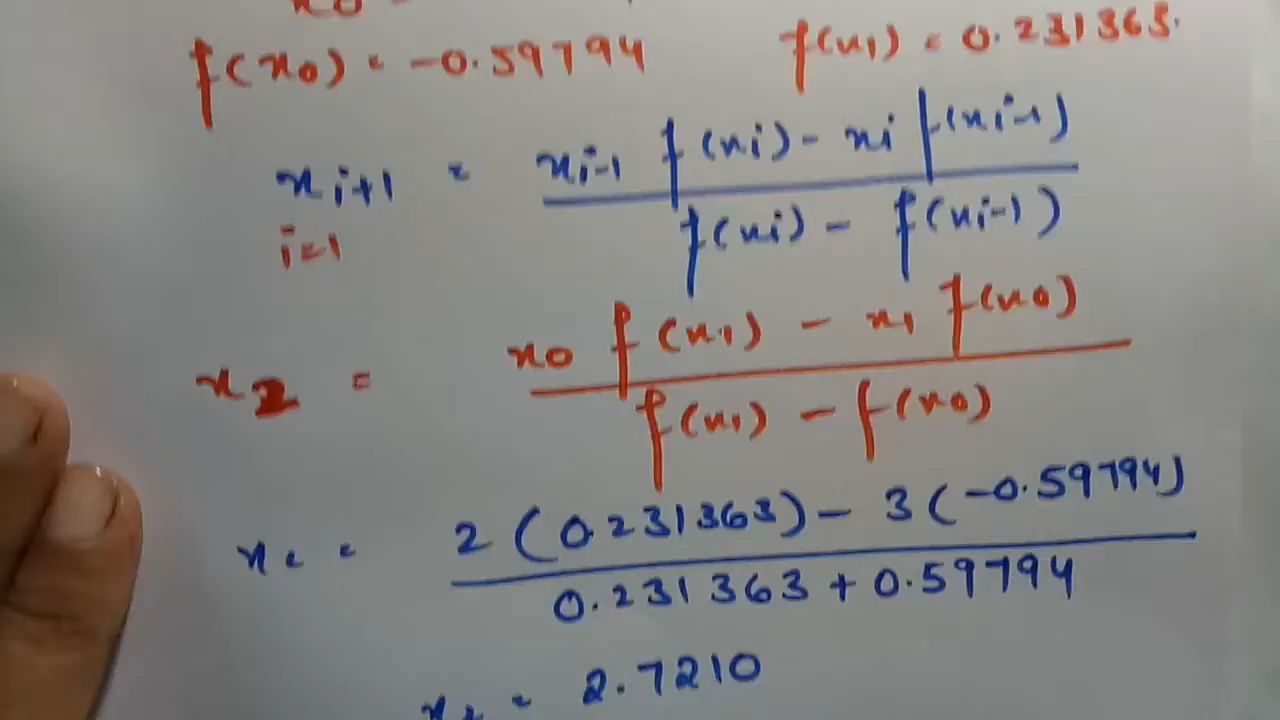 x0 =
f(x0) = -0.59794 f(x1) = 0.231363.
xi+1 = xi-1 f(xi) - xi f(xi-1)
i=1 f(xi) - f(xi-1)
x2 = x0 f(x1) - x1 f(x0)
f(x1) - f(x0)
x2 = 2 (0.231363) - 3(-0.59794)
0.231363 + 0.59794
x2 = 2.7210